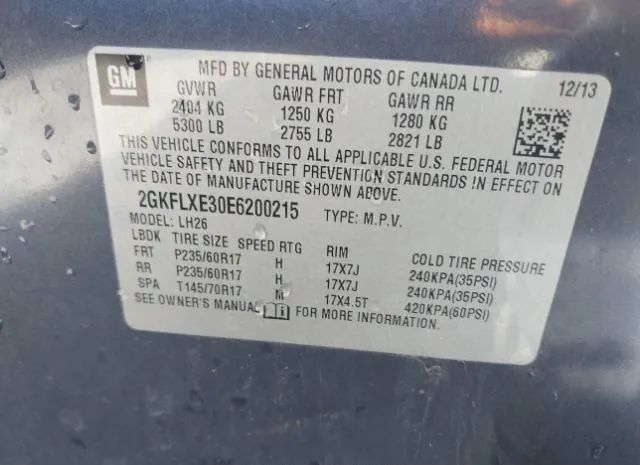 GM
MFD BY GENERAL MOTORS OF CANADA LTD. 12/13
GVWR GAWR FRT GAWR RR
2404 KG 1250 KG 1280 KG
5300 LB 2755 LB 2821 LB
THIS VEHICLE CONFORMS TO ALL APPLICABLE U.S. FEDERAL MOTOR
VEHICLE SAFETY AND THEFT PREVENTION STANDARDS IN EFFECT ON
THE DATE OF MANUFACTURE SHOWN ABOVE.
2GKFLXE30E6200215 TYPE: M.P.V.
MODEL: LH26
LBDK TIRE SIZE SPEED RTG RIM COLD TIRE PRESSURE
FRT P235/60R17 H 17X7J 240KPA(35PSI)
RR P235/60R17 H 17X7J 240KPA(35PSI)
SPA T145/70R17 M 17X4.5T 420KPA(60PSI)
SEE OWNER'S MANUAL FOR MORE INFORMATION.